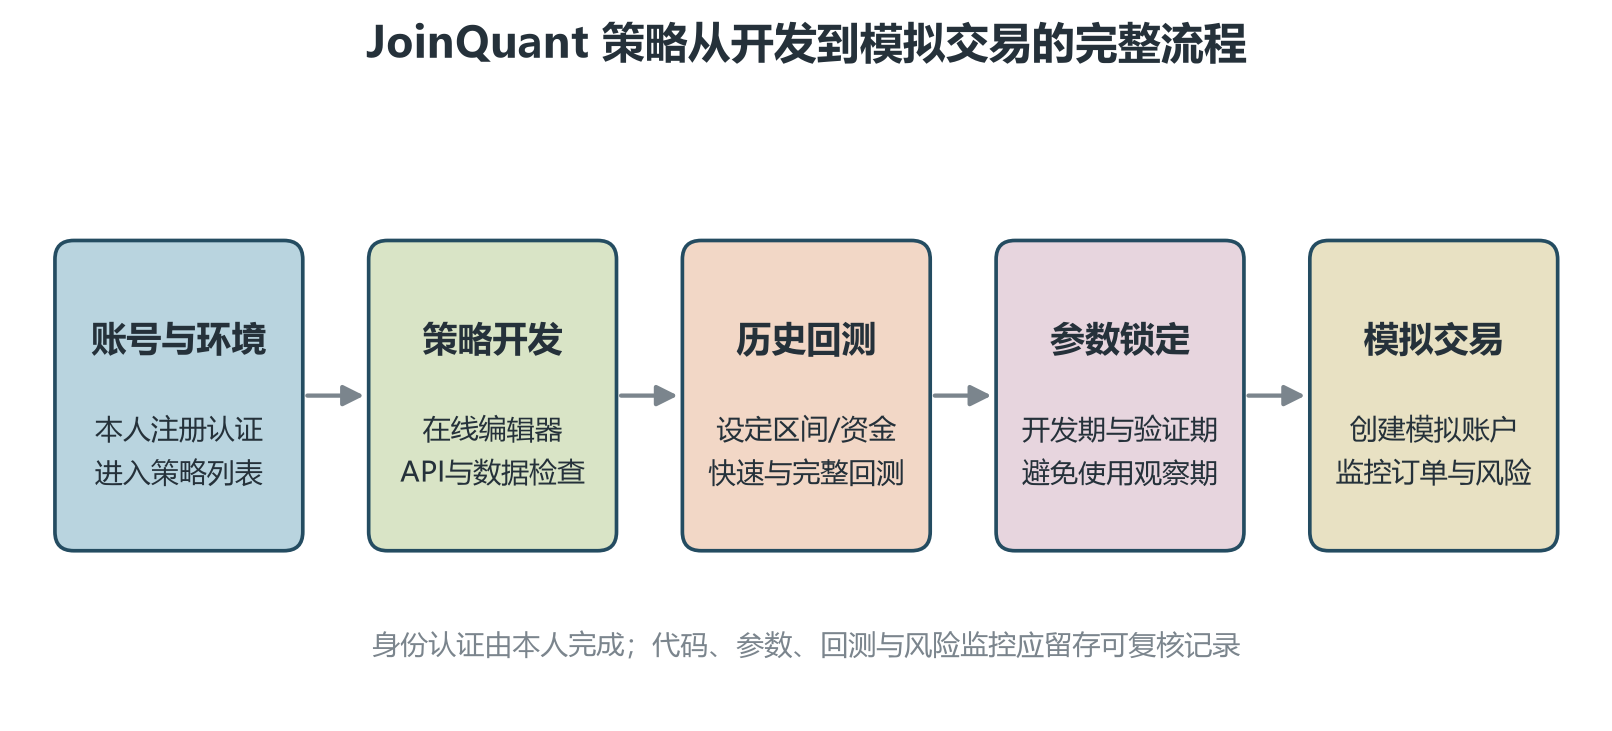 JoinQuant 策略从开发到模拟交易的完整流程
账号与环境
本人注册认证
进入策略列表
策略开发
在线编辑器
API与数据检查
历史回测
设定区间/资金
快速与完整回测
参数锁定
开发期与验证期
避免使用观察期
模拟交易
创建模拟账户
监控订单与风险
身份认证由本人完成；代码、参数、回测与风险监控应留存可复核记录